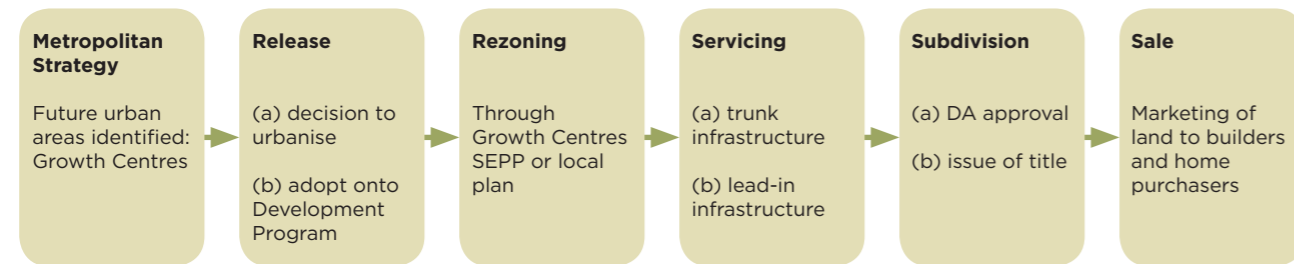 Metropolitan
Strategy
Future urban
areas identified:
Growth Centres
Release
(a) decision to
urbanise
(b) adopt onto
Development
Program
Rezoning
Through
Growth Centres
SEPP or local
plan
Servicing
(a) trunk
infrastructure
(b) lead-in
infrastructure
Subdivision
(a) DA approval
(b) issue of title
Sale
Marketing of
land to builders
and home
purchasers